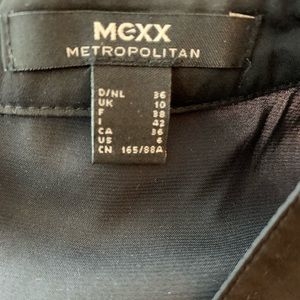 MEXX
METROPOLITAN
D/NL 36
UK 10
F 38
I 42
CA 36
US 6
CN 165/88A